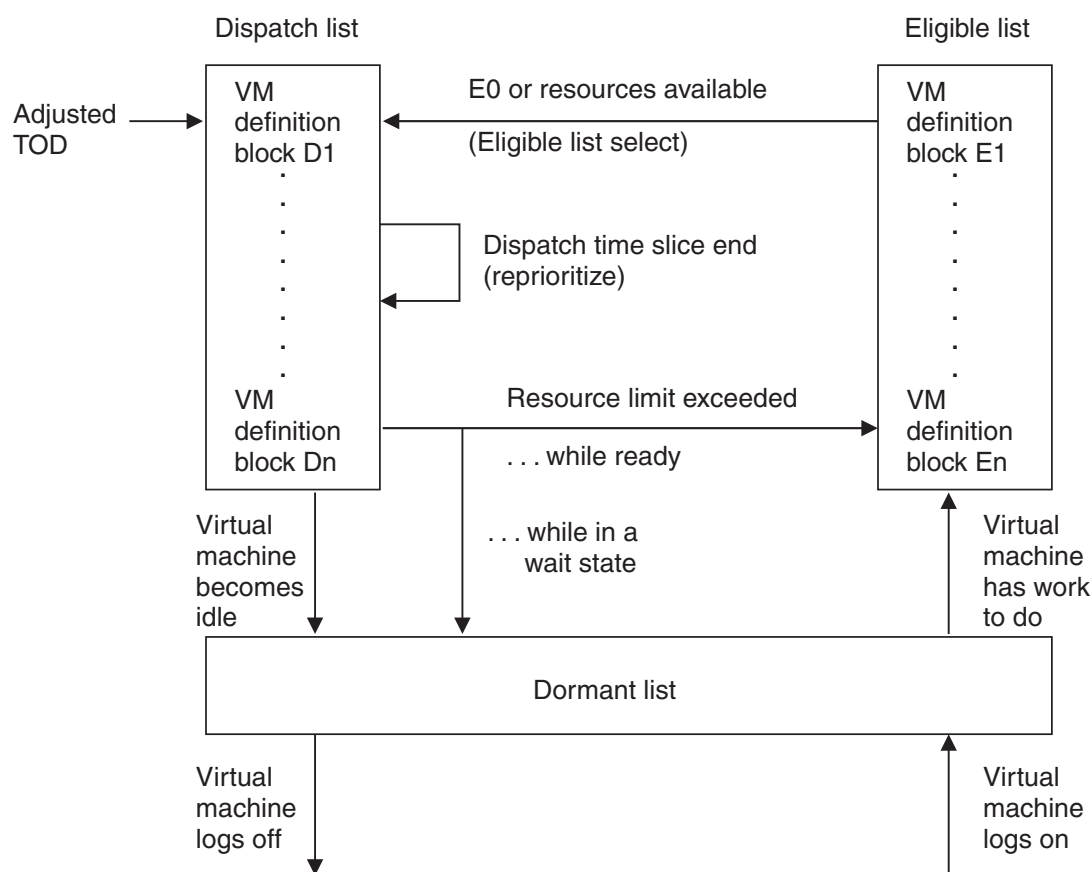 Dispatch list
Eligible list
VM
definition
block D1
Adjusted
TOD
E0 or resources available
(Eligible list select)
VM
definition
block E1
Dispatch time slice end
(reprioritize)
VM
definition
block Dn
Resource limit exceeded
. . . while ready
VM
definition
block En
Virtual
machine
becomes
idle
. . . while in a
wait state
Virtual
machine
has work
to do
Dormant list
Virtual
machine
logs off
Virtual
machine
logs on